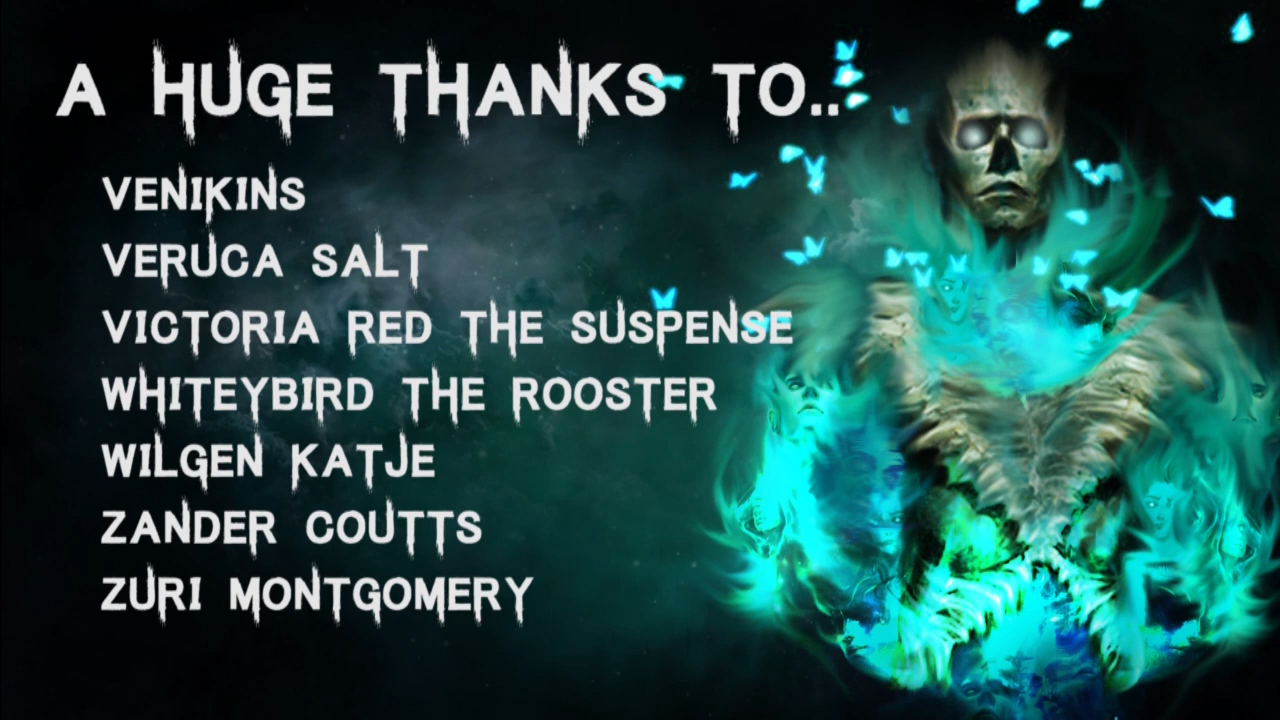 A HUGE THANKS TO..
VENIKINS
VERUCA SALT
VICTORIA RED THE SUSPENSE
WHITEYBIRD THE ROOSTER
WILGEN KATJE
ZANDER COUTTS
ZURI MONTGOMERY